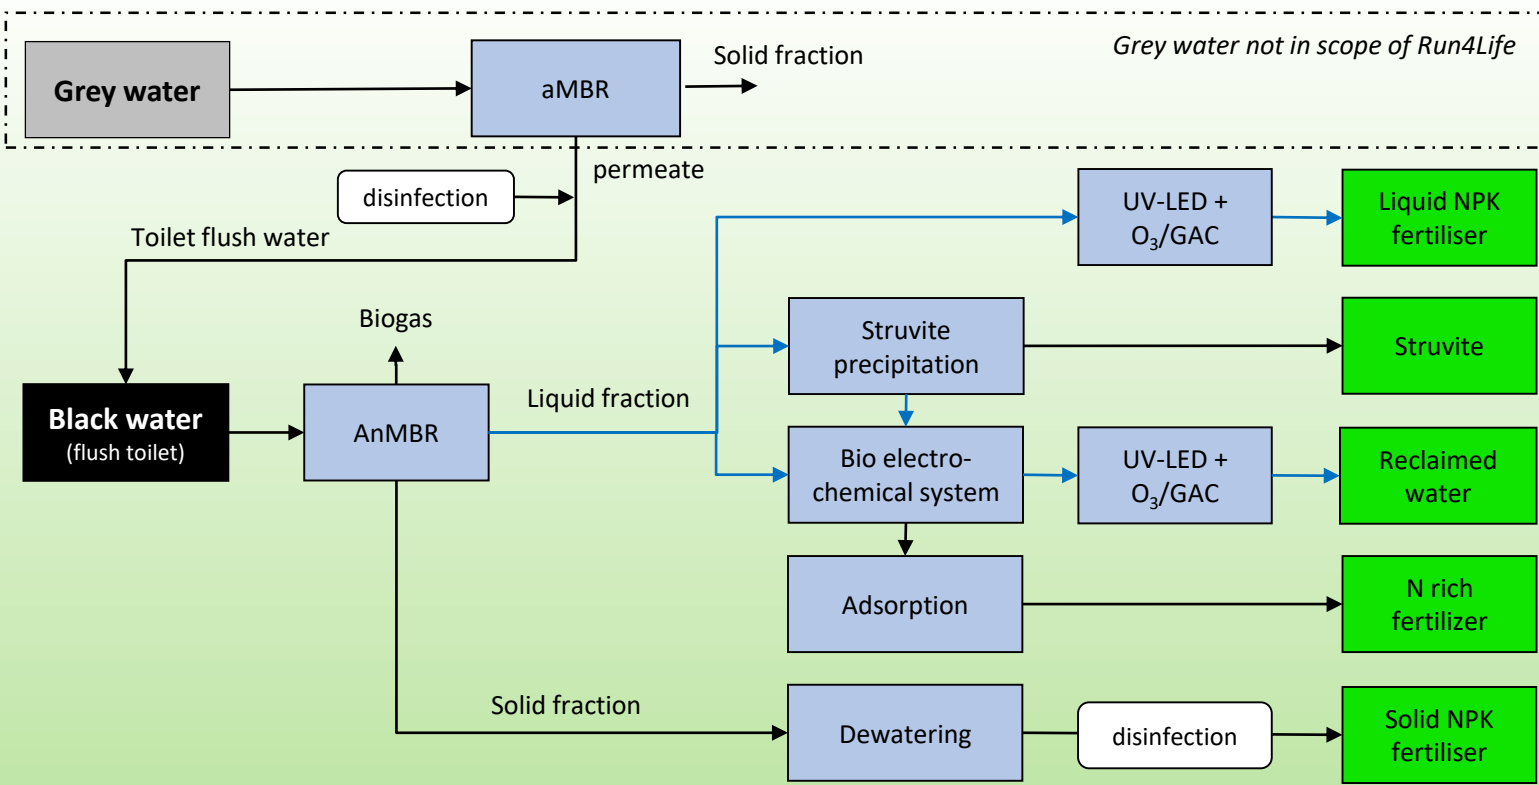 Grey water not in scope of Run4Life
Grey water
aMBR
Solid fraction
permeate
disinfection
Toilet flush water
UV-LED +
O₃/GAC
Liquid NPK
fertiliser
Biogas
Struvite
precipitation
Struvite
Black water
(flush toilet)
AnMBR
Liquid fraction
Bio electro-
chemical system
UV-LED +
O₃/GAC
Reclaimed
water
Adsorption
N rich
fertilizer
Solid fraction
Dewatering
disinfection
Solid NPK
fertiliser